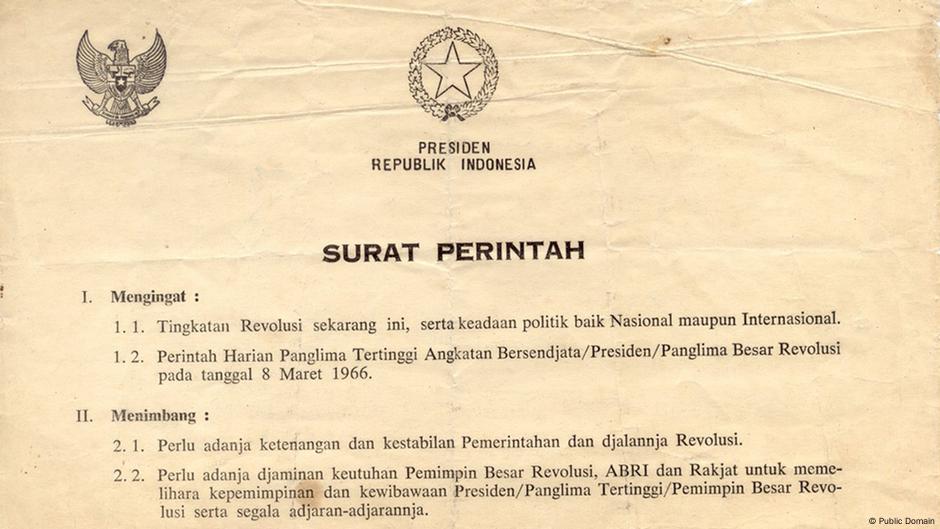 PRESIDEN
REPUBLIK INDONESIA
SURAT PERINTAH
I. Mengingat :
1. 1. Tingkatan Revolusi sekarang ini, serta keadaan politik baik Nasional maupun Internasional.
1. 2. Perintah Harian Panglima Tertinggi Angkatan Bersendjata/Presiden/Panglima Besar Revolusi
pada tanggal 8 Maret 1966.
II. Menimbang :
2. 1. Perlu adanja ketenangan dan kestabilan Pemerintahan dan djalannja Revolusi.
2. 2. Perlu adanja djaminan keutuhan Pemimpin Besar Revolusi, ABRI dan Rakjat untuk meme-
lihara kepemimpinan dan kewibawaan Presiden/Panglima Tertinggi/Pemimpin Besar Revo-
lusi serta segala adjaran-adjarannja.
© Public Domain